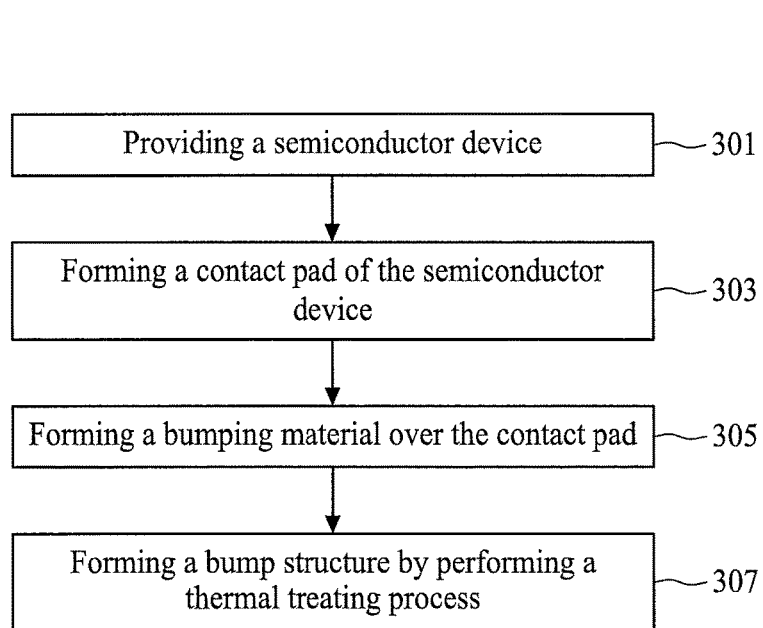 Providing a semiconductor device
301
Forming a contact pad of the semiconductor
device
303
Forming a bumping material over the contact pad
305
Forming a bump structure by performing a
thermal treating process
307